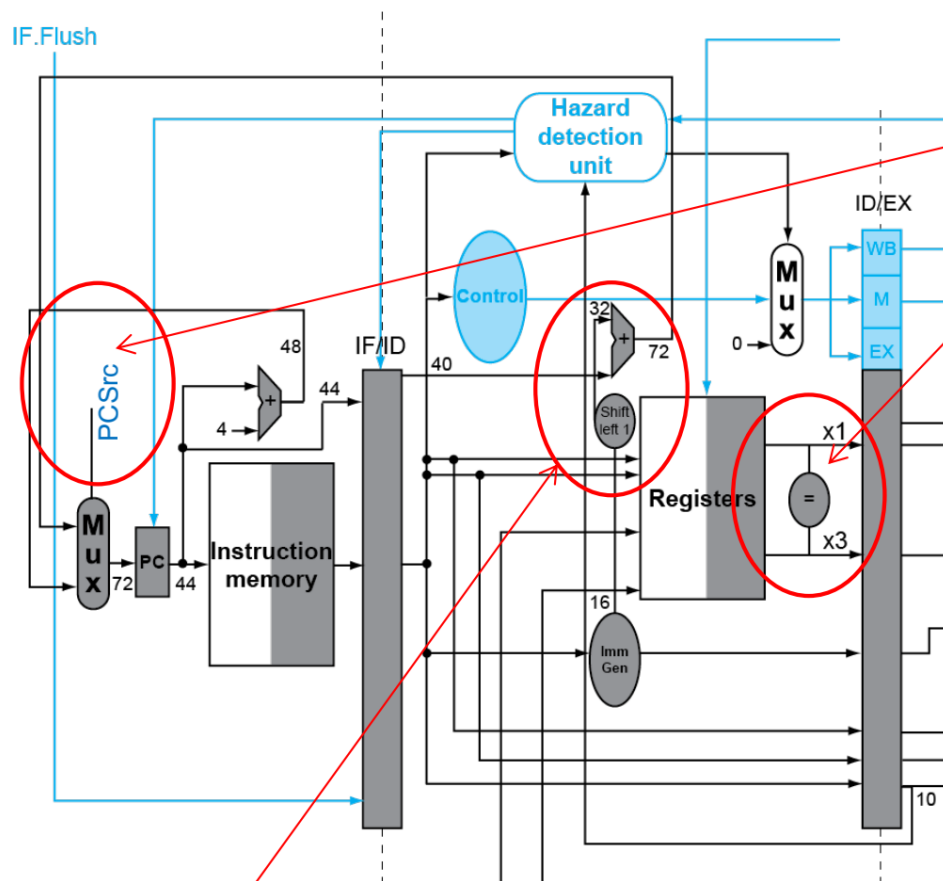 IF.Flush
Hazard
detection
unit
ID/EX
WB
Mux
M
Control
EX
0
32
+
72
48
IF/ID
40
PCSrc
44
+
4
Shift
left 1
x1
Registers
=
x3
Mux
72
PC
44
Instruction
memory
16
Imm
Gen
10